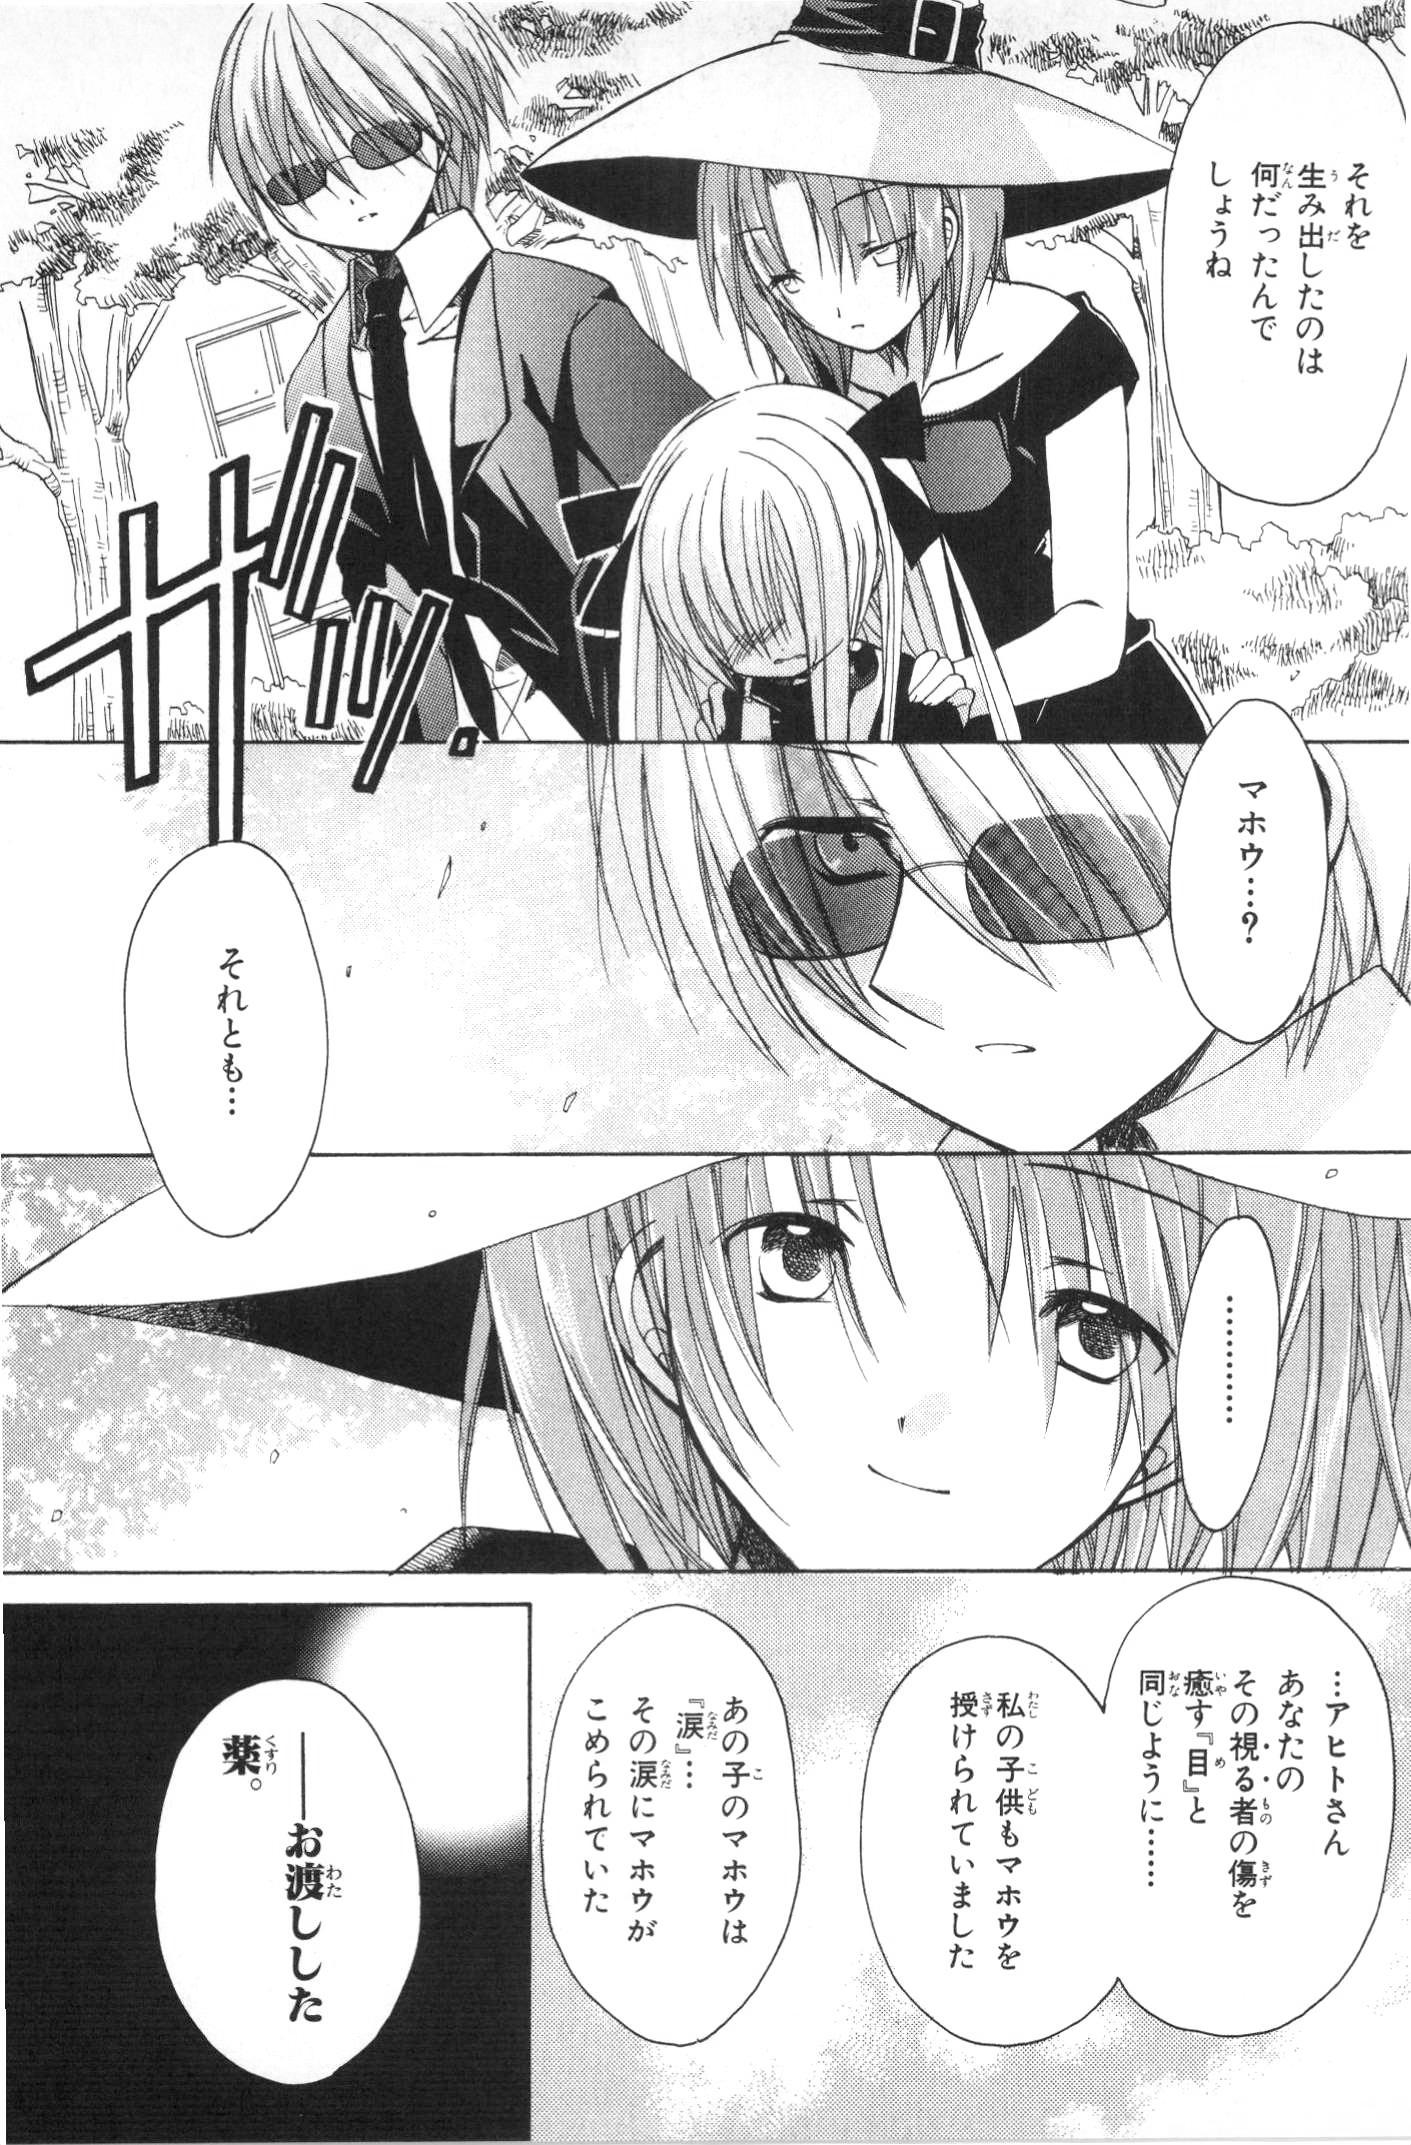 それを
生み出したのは
何だったんで
しょうね
ザザザッ
マホウ…？
それとも…
…………
…アヒトさん
あなたの
その視る者の傷を
癒す『目』と
同じように……
私の子供もマホウを
授けられていました
あの子のマホウは
『涙』…
その涙にマホウが
こめられていた
――お渡しした
薬。